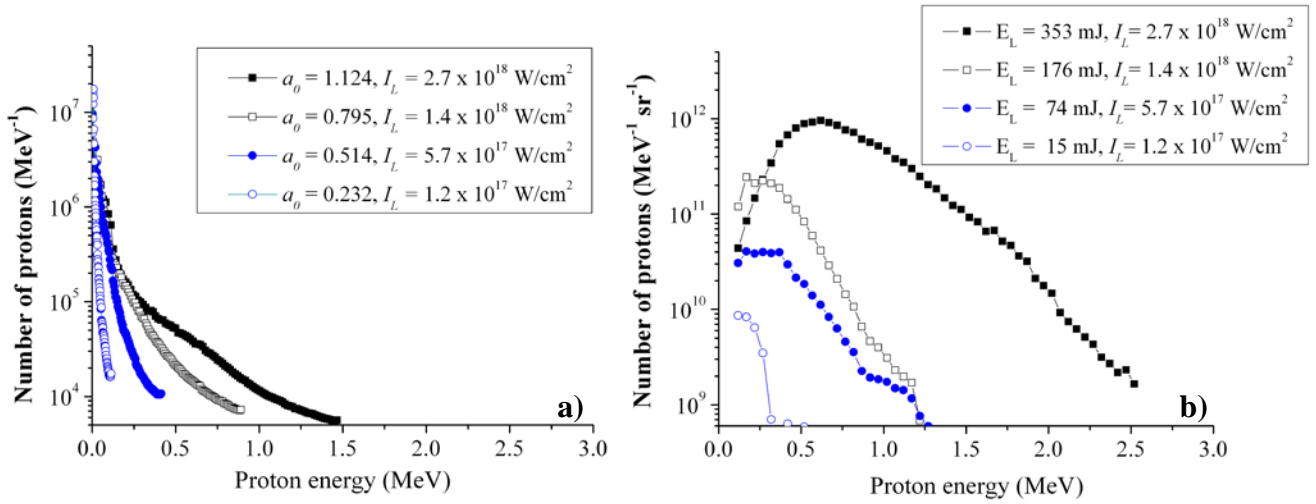 Number of protons (MeV⁻¹)
10⁷
10⁶
10⁵
10⁴
a₀ = 1.124, I_L = 2.7 x 10¹⁸ W/cm²
a₀ = 0.795, I_L = 1.4 x 10¹⁸ W/cm²
a₀ = 0.514, I_L = 5.7 x 10¹⁷ W/cm²
a₀ = 0.232, I_L = 1.2 x 10¹⁷ W/cm²
a)
0.0 0.5 1.0 1.5 2.0 2.5 3.0
Proton energy (MeV)
Number of protons (MeV⁻¹ sr⁻¹)
10¹²
10¹¹
10¹⁰
10⁹
E_L = 353 mJ, I_L = 2.7 x 10¹⁸ W/cm²
E_L = 176 mJ, I_L = 1.4 x 10¹⁸ W/cm²
E_L = 74 mJ, I_L = 5.7 x 10¹⁷ W/cm²
E_L = 15 mJ, I_L = 1.2 x 10¹⁷ W/cm²
b)
0.0 0.5 1.0 1.5 2.0 2.5 3.0
Proton energy (MeV)